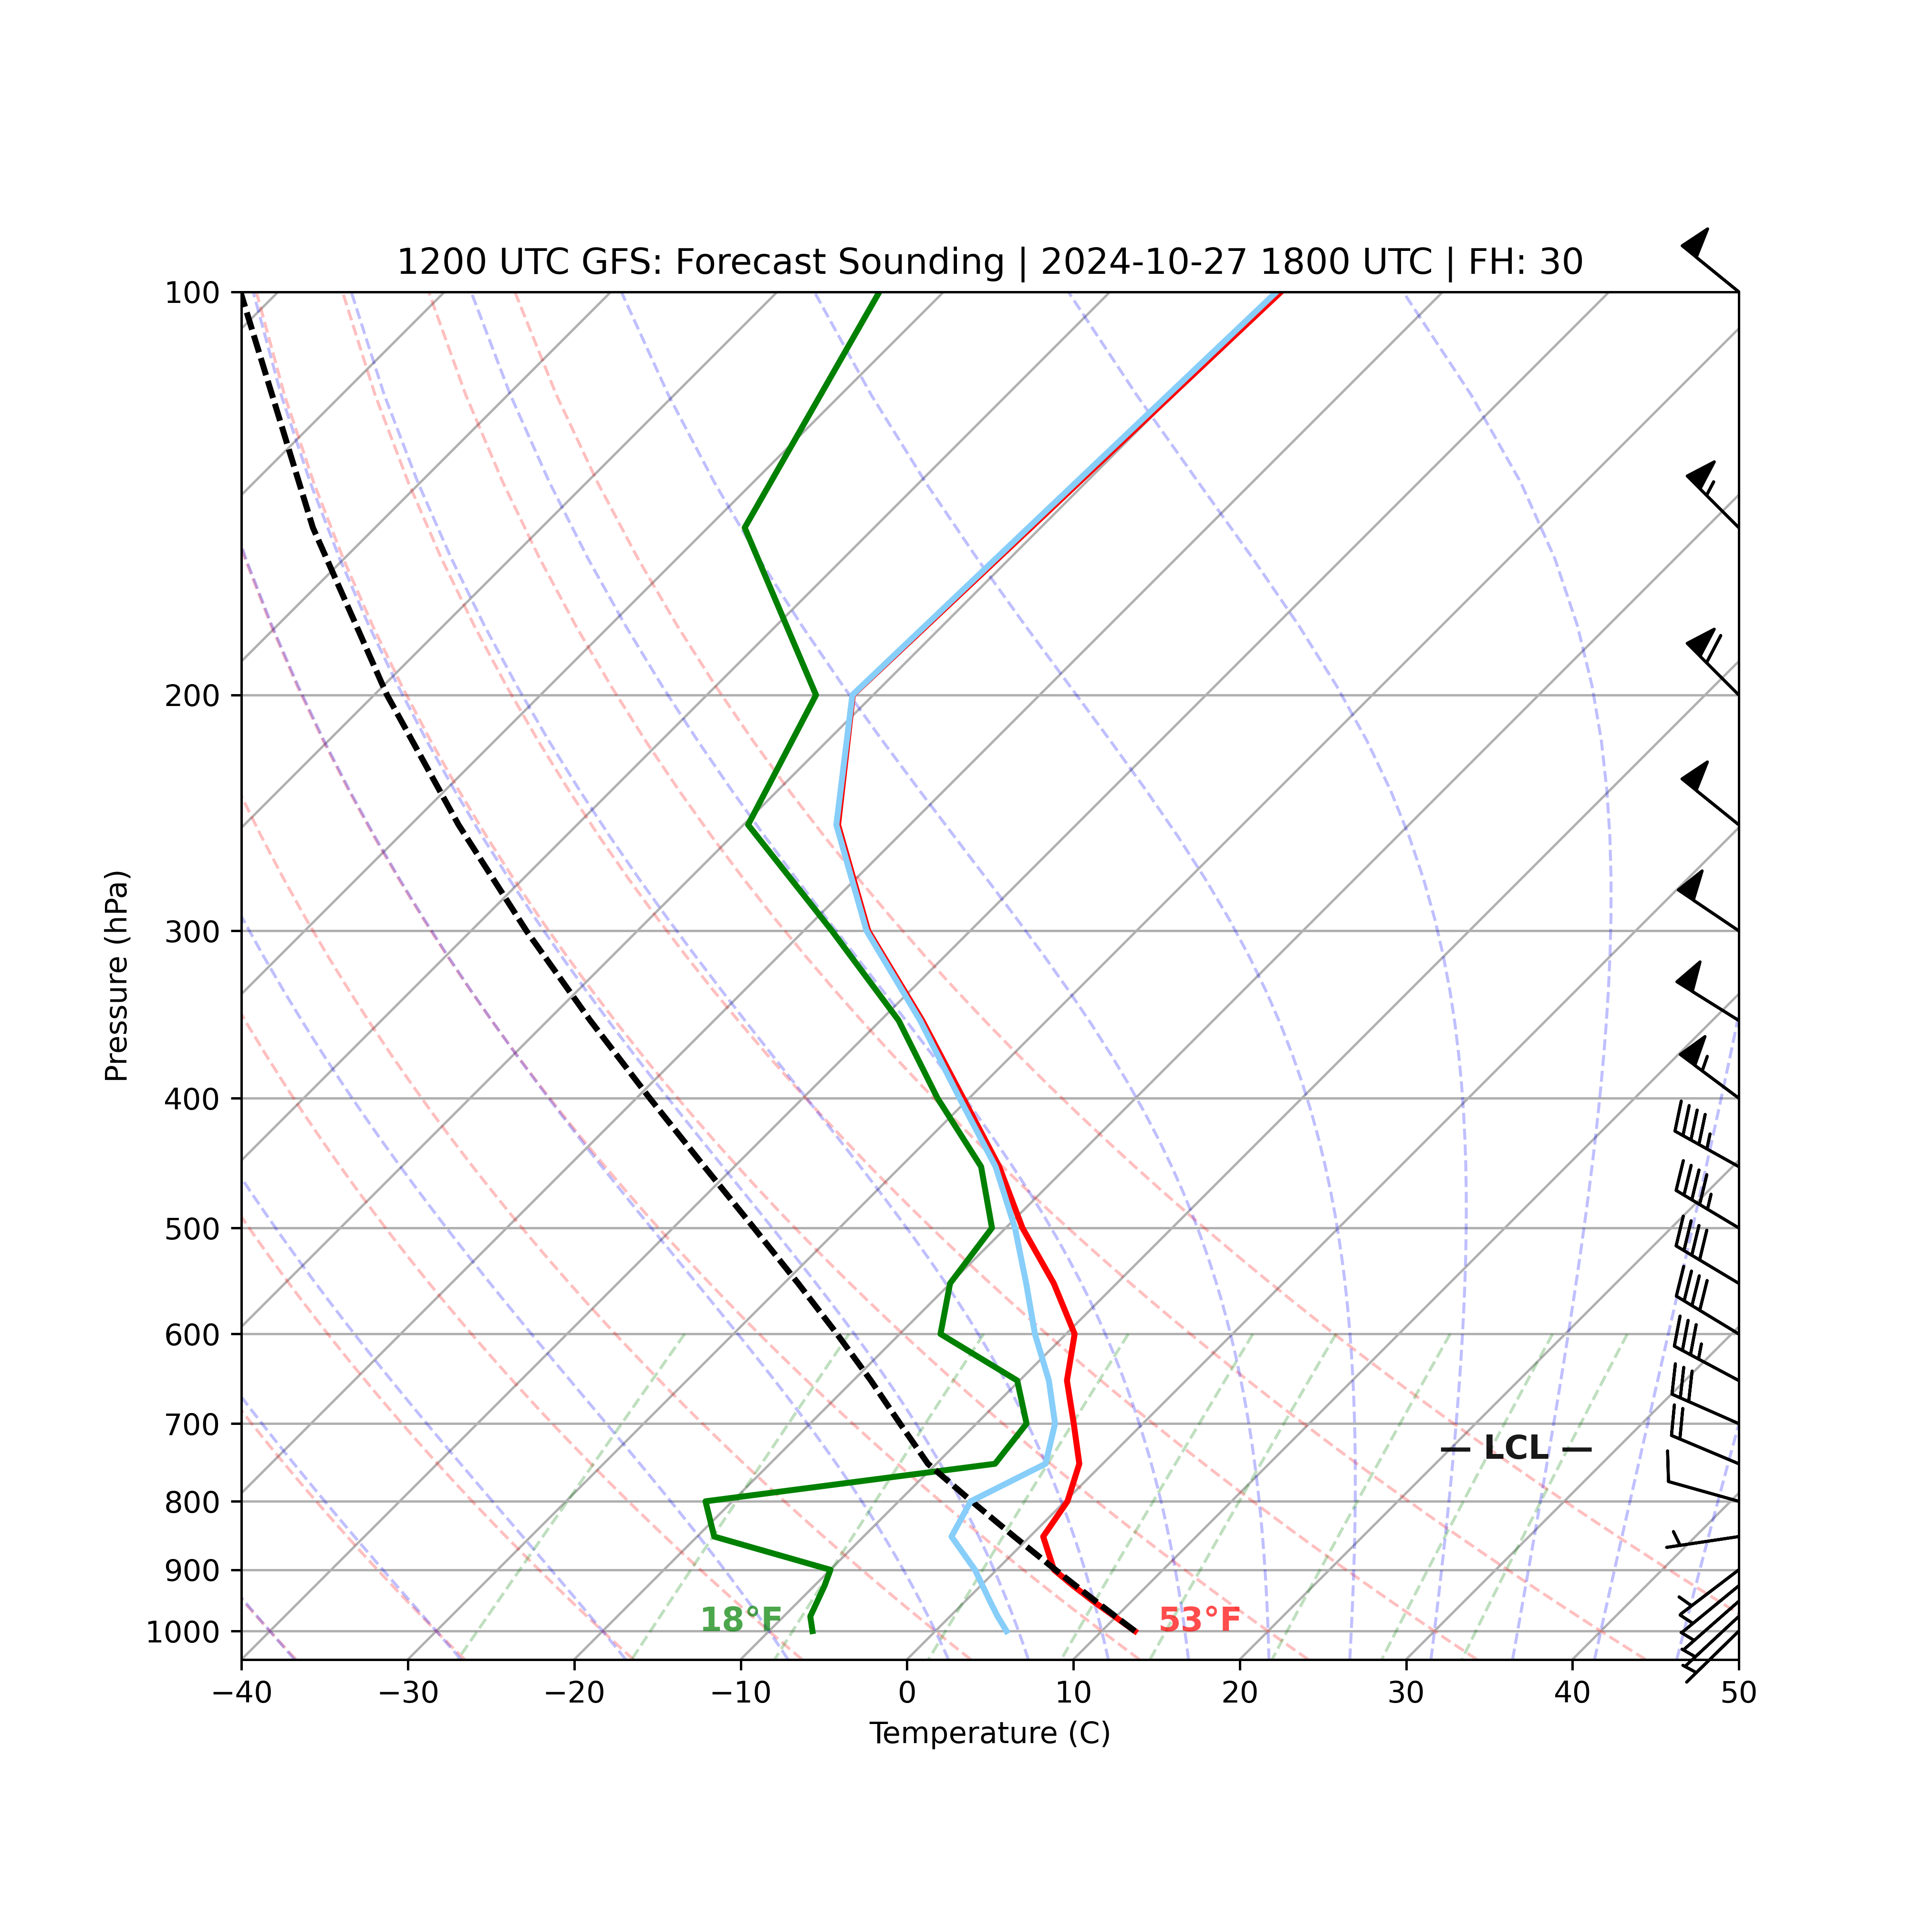 1200 UTC GFS: Forecast Sounding | 2024-10-27 1800 UTC | FH: 30
100
200
300
Pressure (hPa)
400
500
600
700
— LCL —
800
900
18°F 53°F
1000
−40 −30 −20 −10 0 10 20 30 40 50
Temperature (C)